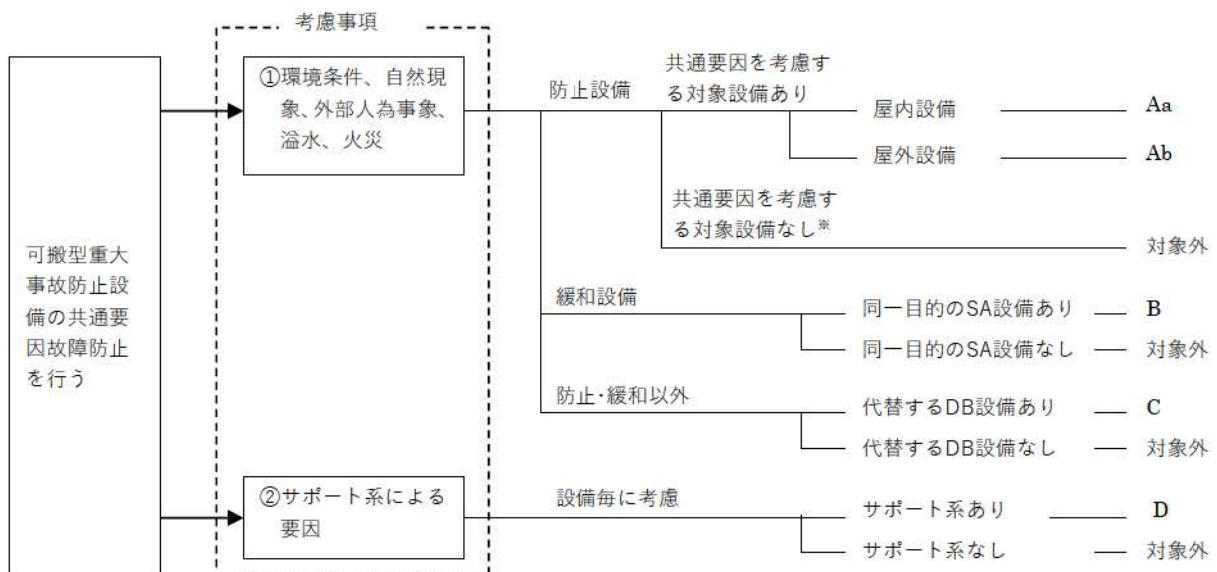 考慮事項
可搬型重大
事故防止設
備の共通要
因故障防止
を行う
①環境条件、自然現
象、外部人為事象、
溢水、火災
防止設備
共通要因を考慮す
る対象設備あり
屋内設備
Aa
屋外設備
Ab
共通要因を考慮す
る対象設備なし※
対象外
緩和設備
同一目的のSA設備あり
B
同一目的のSA設備なし
対象外
防止・緩和以外
代替するDB設備あり
C
代替するDB設備なし
対象外
②サポート系による
要因
設備毎に考慮
サポート系あり
D
サポート系なし
対象外